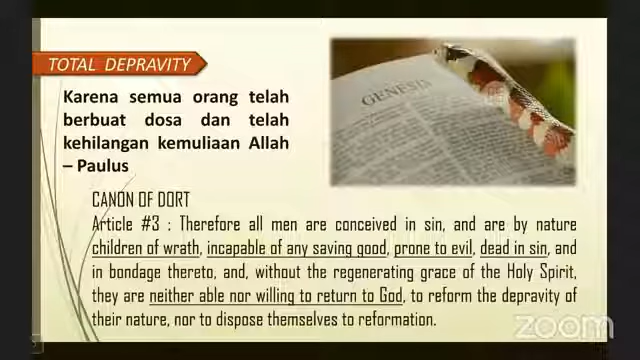 TOTAL DEPRAVITY
Karena semua orang telah
berbuat dosa dan telah
kehilangan kemuliaan Allah
– Paulus
GENESIS
CANON OF DORT
Article #3 : Therefore all men are conceived in sin, and are by nature
children of wrath, incapable of any saving good, prone to evil, dead in sin, and
in bondage thereto, and, without the regenerating grace of the Holy Spirit,
they are neither able nor willing to return to God, to reform the depravity of
their nature, nor to dispose themselves to reformation.
zoom